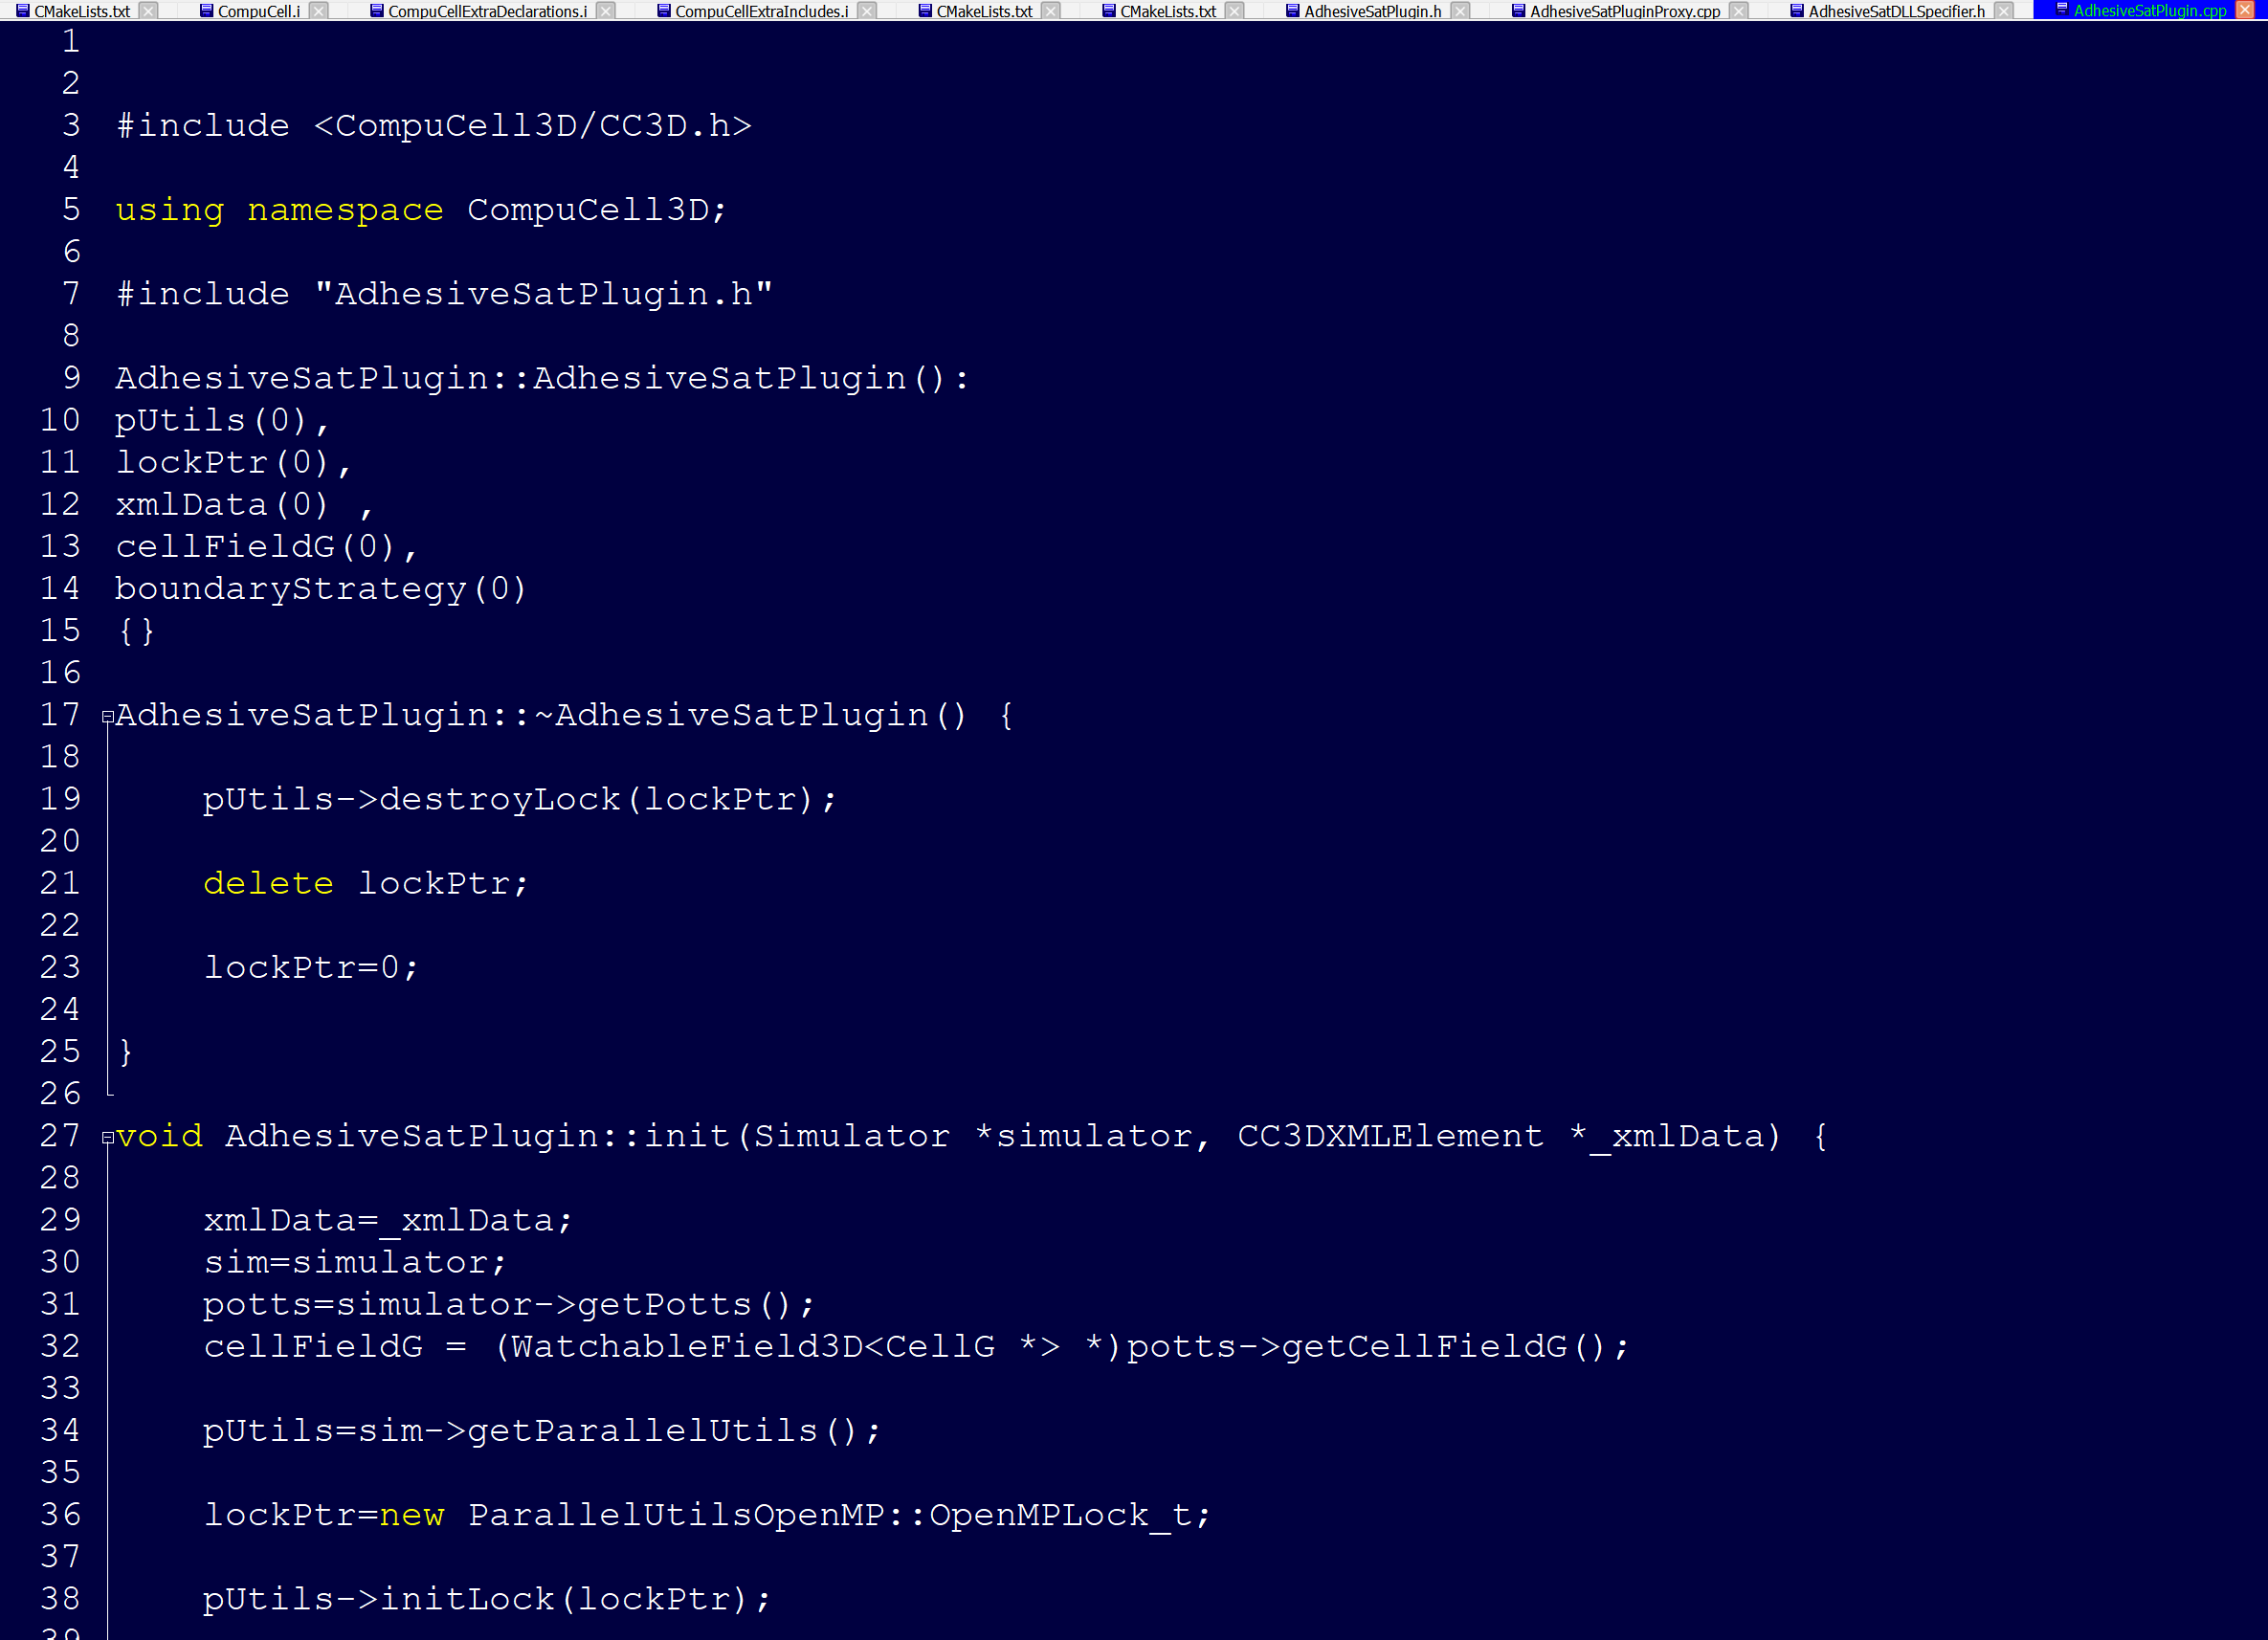 CMakeLists.txt CompuCell.i CompuCellExtraDeclarations.i CompuCellExtraIncludes.i CMakeLists.txt CMakeLists.txt AdhesiveSatPlugin.h AdhesiveSatPluginProxy.cpp AdhesiveSatDLLSpecifier.h AdhesiveSatPlugin.cpp
1
2
3 #include <CompuCell3D/CC3D.h>
4
5 using namespace CompuCell3D;
6
7 #include "AdhesiveSatPlugin.h"
8
9 AdhesiveSatPlugin::AdhesiveSatPlugin():
10 pUtils(0),
11 lockPtr(0),
12 xmlData(0) ,
13 cellFieldG(0),
14 boundaryStrategy(0)
15 {}
16
17 AdhesiveSatPlugin::~AdhesiveSatPlugin() {
18
19 pUtils->destroyLock(lockPtr);
20
21 delete lockPtr;
22
23 lockPtr=0;
24
25 }
26
27 void AdhesiveSatPlugin::init(Simulator *simulator, CC3DXMLElement *_xmlData) {
28
29 xmlData=_xmlData;
30 sim=simulator;
31 potts=simulator->getPotts();
32 cellFieldG = (WatchableField3D<CellG *> *)potts->getCellFieldG();
33
34 pUtils=sim->getParallelUtils();
35
36 lockPtr=new ParallelUtilsOpenMP::OpenMPLock_t;
37
38 pUtils->initLock(lockPtr);
39